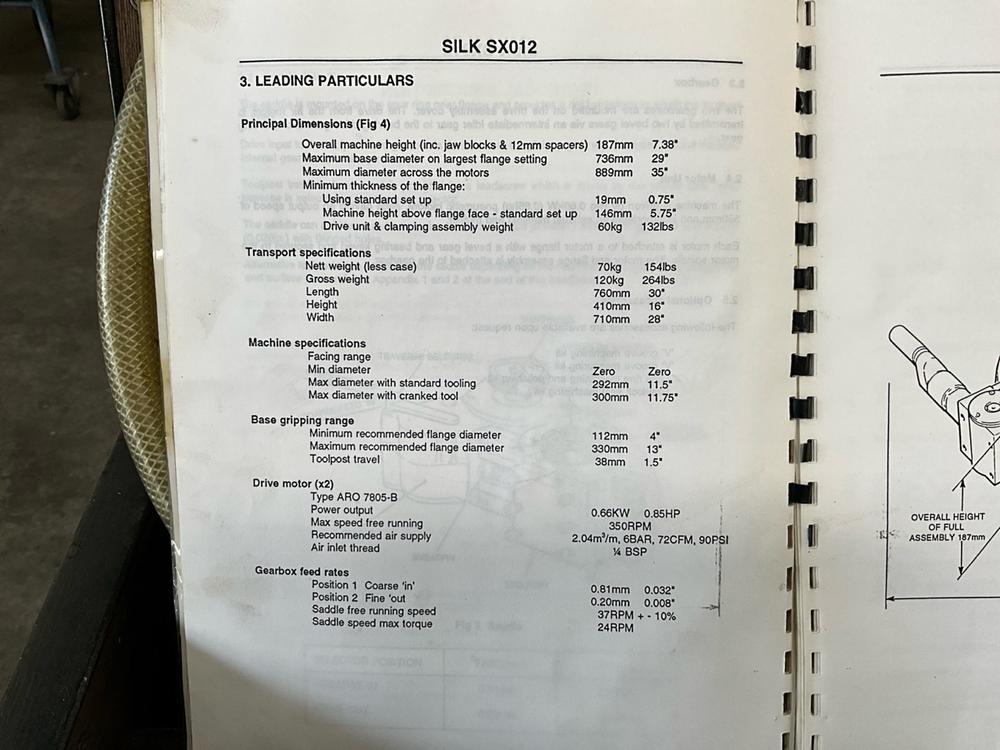 SILK SX012
3. LEADING PARTICULARS
Principal Dimensions (Fig 4)
Overall machine height (inc. jaw blocks & 12mm spacers) 187mm 7.38"
Maximum base diameter on largest flange setting 736mm 29"
Maximum diameter across the motors 889mm 35"
Minimum thickness of the flange:
Using standard set up 19mm 0.75"
Machine height above flange face - standard set up 146mm 5.75"
Drive unit & clamping assembly weight 60kg 132lbs
Transport specifications
Nett weight (less case) 70kg 154lbs
Gross weight 120kg 264lbs
Length 760mm 30"
Height 410mm 16"
Width 710mm 28"
Machine specifications
Facing range
Min diameter Zero Zero
Max diameter with standard tooling 292mm 11.5"
Max diameter with cranked tool 300mm 11.75"
Base gripping range
Minimum recommended flange diameter 112mm 4"
Maximum recommended flange diameter 330mm 13"
Toolpost travel 38mm 1.5"
Drive motor (x2)
Type ARO 7805-B
Power output 0.66KW 0.85HP
Max speed free running 350RPM
Recommended air supply 2.04m³/m, 6BAR, 72CFM, 90PSI
Air inlet thread ¼ BSP
Gearbox feed rates
Position 1 Coarse 'in' 0.81mm 0.032"
Position 2 Fine 'out 0.20mm 0.008"
Saddle free running speed 37RPM + - 10%
Saddle speed max torque 24RPM
OVERALL HEIGHT
OF FULL
ASSEMBLY 187mm